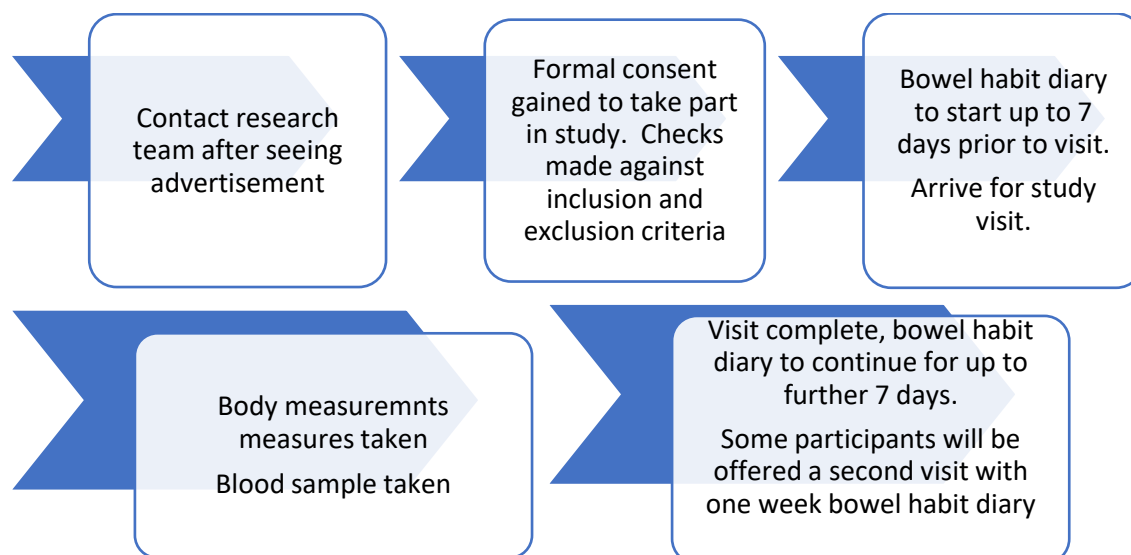 Contact research
team after seeing
advertisement
Formal consent
gained to take part
in study.  Checks
made against
inclusion and
exclusion criteria
Bowel habit diary
to start up to 7
days prior to visit.
Arrive for study
visit.
Body measuremnts
measures taken
Blood sample taken
Visit complete, bowel habit
diary to continue for up to
further 7 days.
Some participants will be
offered a second visit with
one week bowel habit diary